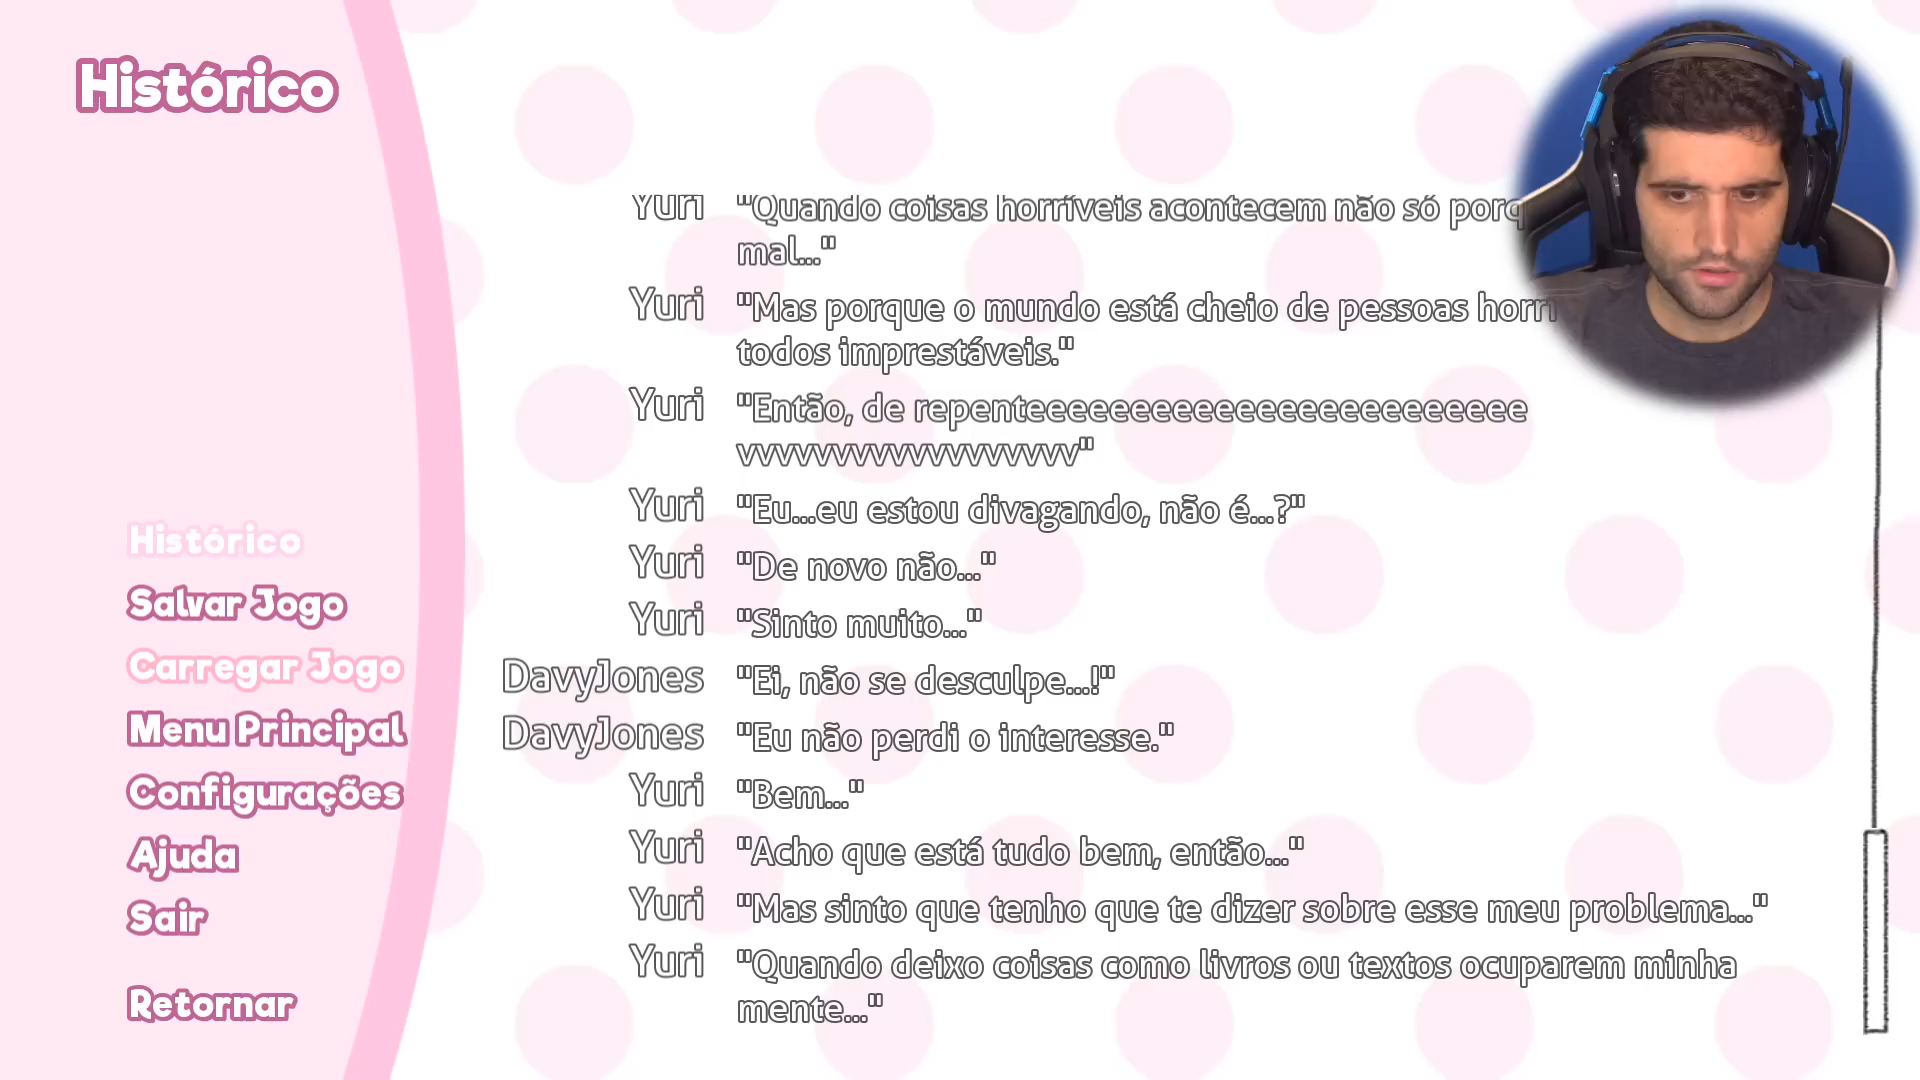 Histórico
Yuri "Quando coisas horríveis acontecem não só porq
mal..."
Yuri "Mas porque o mundo está cheio de pessoas horri
todos imprestáveis."
Yuri "Então, de repenteeeeeeeeeeeeeeeeeeeeeeeee
vvvvvvvvvvvvvvvvvv"
Yuri "Eu...eu estou divagando, não é...?"
Yuri "De novo não..."
Yuri "Sinto muito..."
DavyJones "Ei, não se desculpe...!"
DavyJones "Eu não perdi o interesse."
Yuri "Bem..."
Yuri "Acho que está tudo bem, então..."
Yuri "Mas sinto que tenho que te dizer sobre esse meu problema..."
Yuri "Quando deixo coisas como livros ou textos ocuparem minha
mente..."
Histórico
Salvar Jogo
Carregar Jogo
Menu Principal
Configurações
Ajuda
Sair
Retornar